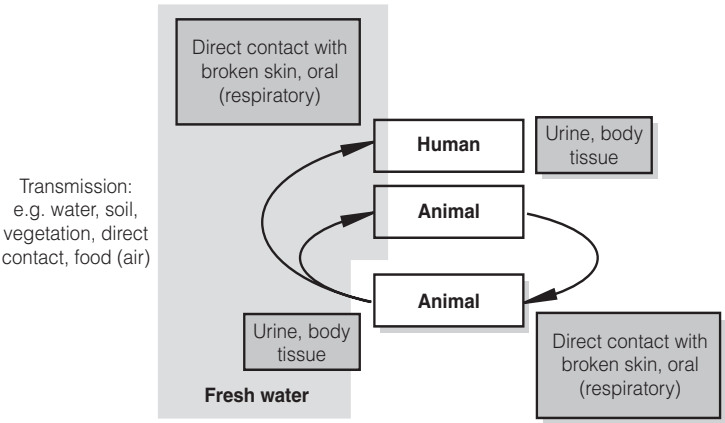 Direct contact with
broken skin, oral
(respiratory)
Human
Urine, body
tissue
Transmission:
e.g. water, soil,
vegetation, direct
contact, food (air)
Animal
Animal
Urine, body
tissue
Direct contact with
broken skin, oral
(respiratory)
Fresh water